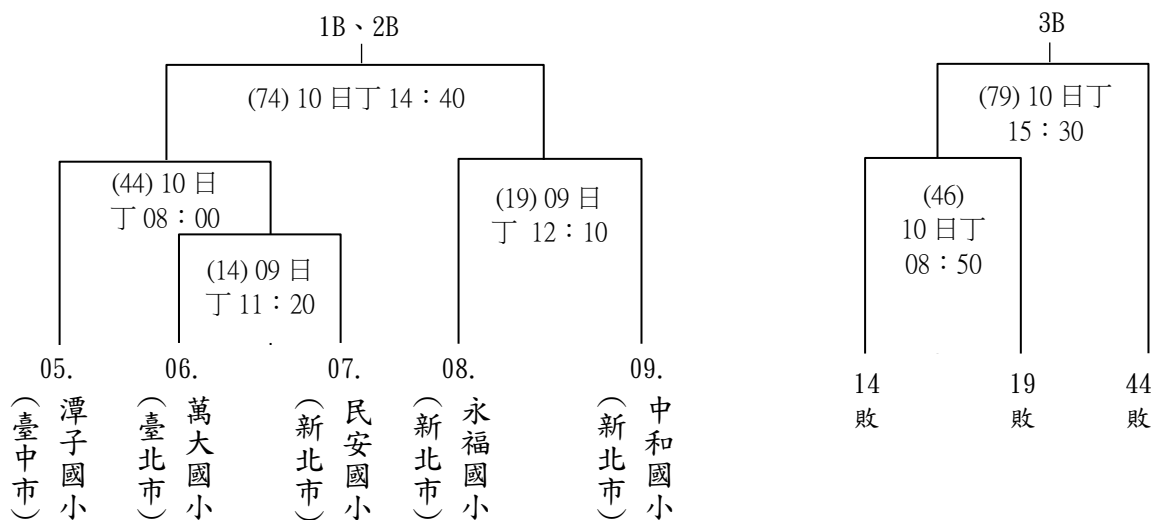 1B、2B
3B
(74) 10 日丁 14：40
(79) 10 日丁
15：30
(44) 10 日
丁 08：00
(19) 09 日
丁 12：10
(46)
10 日丁
08：50
(14) 09 日
丁 11：20
05.
潭子國小
（臺中市）
06.
萬大國小
（臺北市）
07.
民安國小
（新北市）
08.
永福國小
（新北市）
09.
中和國小
（新北市）
14
敗
19
敗
44
敗